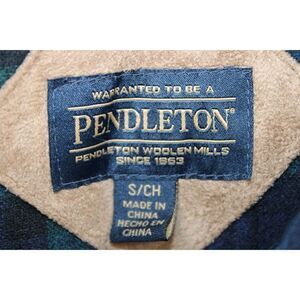 WARRANTED TO BE A
PENDLETON®
PENDLETON WOOLEN MILLS
SINCE 1863
S/CH
MADE IN
CHINA
HECHO EN
CHINA